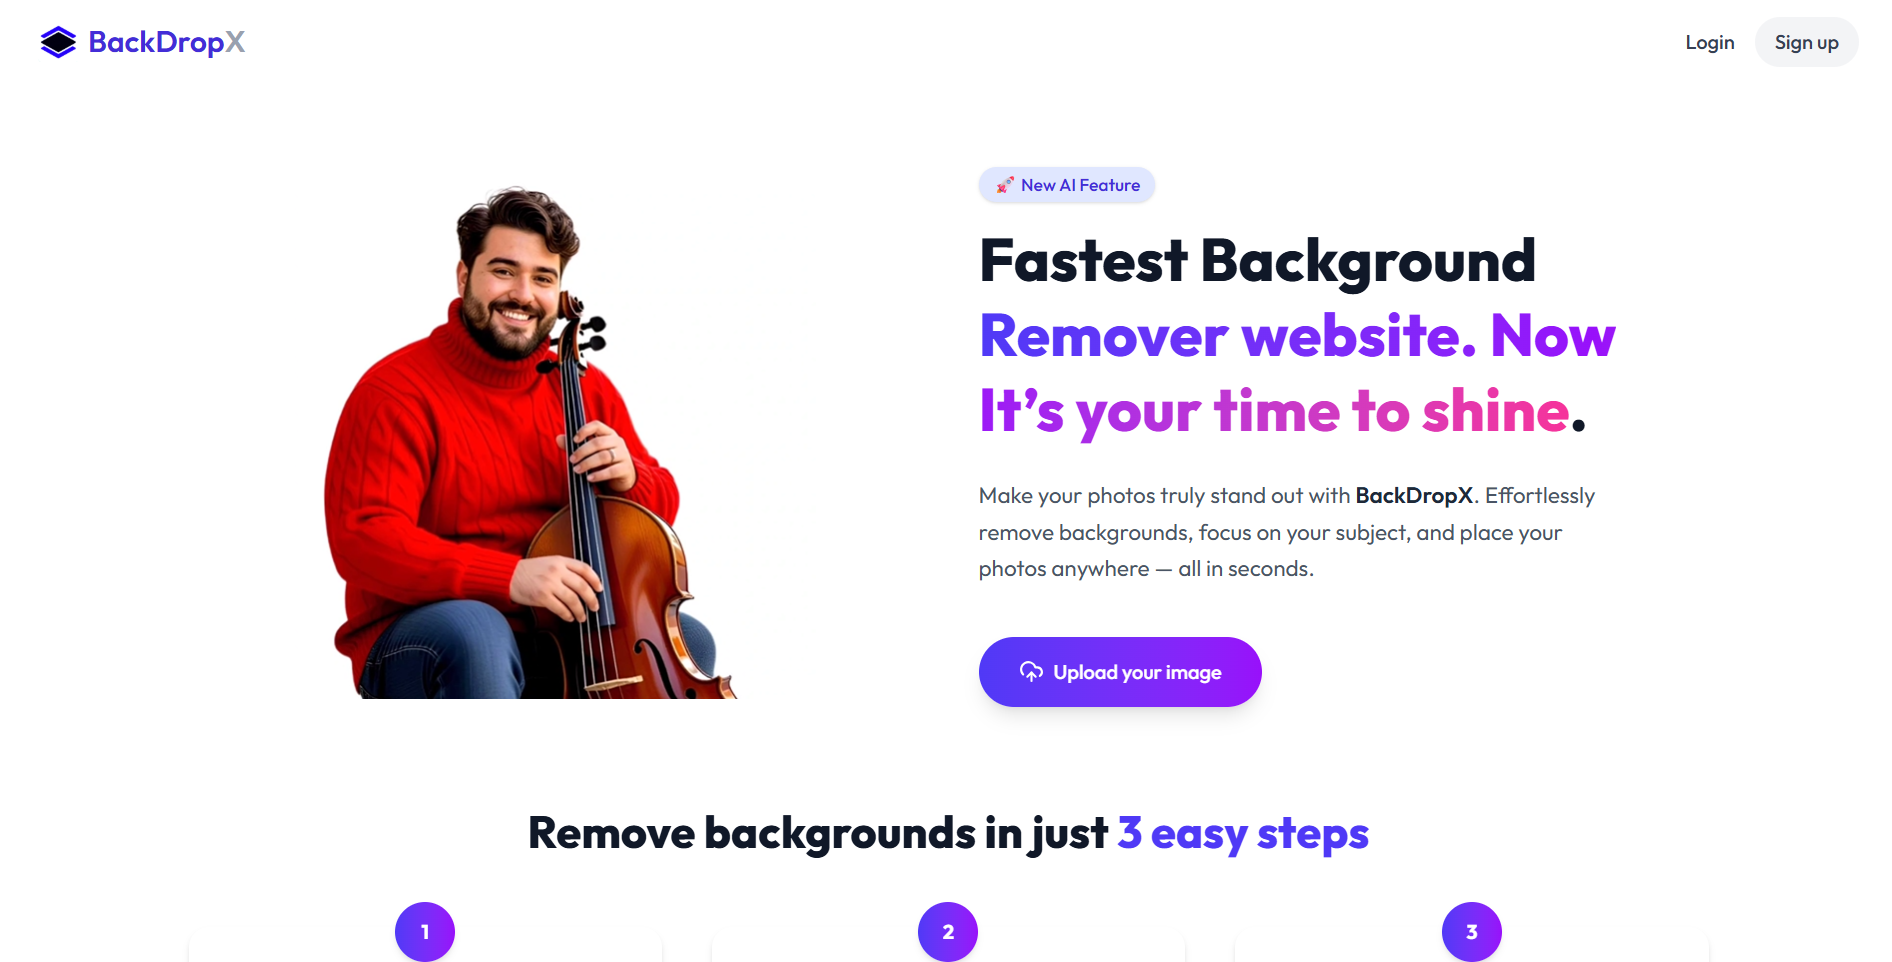 BackDropX
Login
Sign up
🚀 New AI Feature
Fastest Background
Remover website. Now
It’s your time to shine.
Make your photos truly stand out with BackDropX. Effortlessly
remove backgrounds, focus on your subject, and place your
photos anywhere — all in seconds.
Upload your image
Remove backgrounds in just 3 easy steps
1
2
3